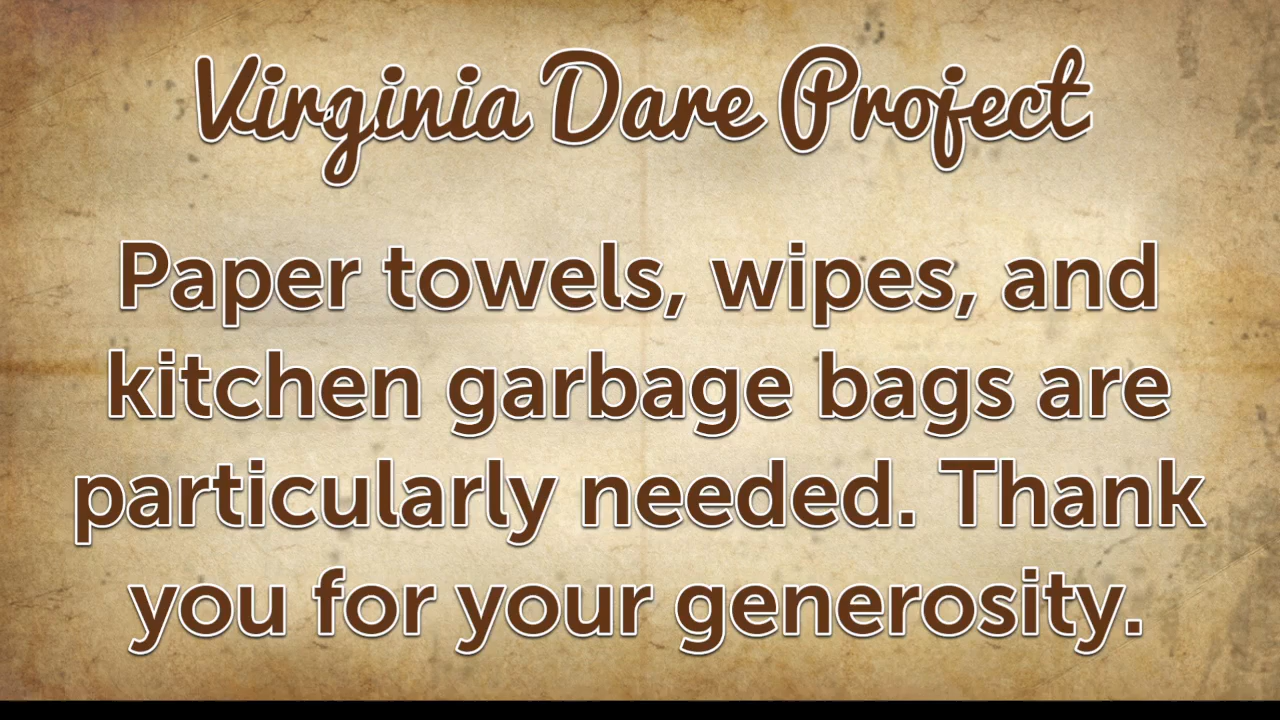 Virginia Dare Project
Paper towels, wipes, and
kitchen garbage bags are
particularly needed. Thank
you for your generosity.